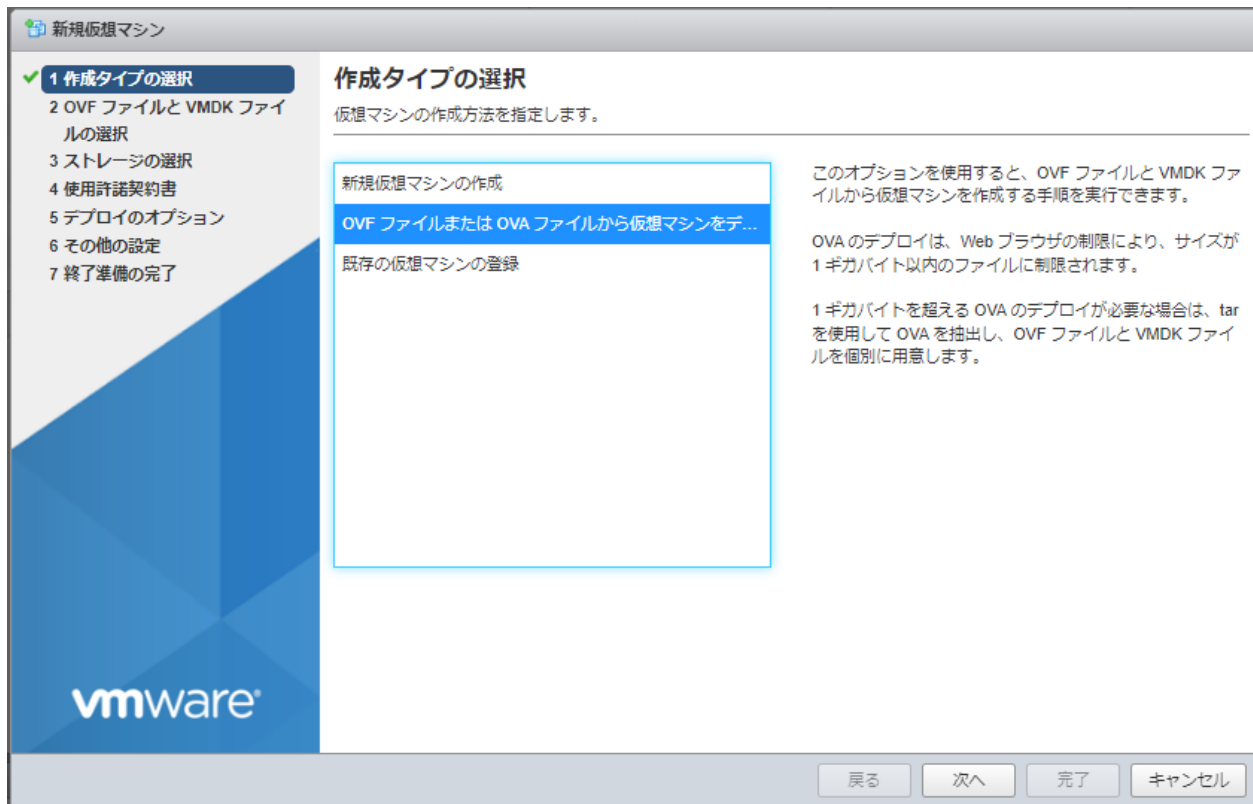 新規仮想マシン
1 作成タイプの選択
2 OVF ファイルと VMDK ファイ
ルの選択
3 ストレージの選択
4 使用許諾契約書
5 デプロイのオプション
6 その他の設定
7 終了準備の完了
vmware®
作成タイプの選択
仮想マシンの作成方法を指定します。
新規仮想マシンの作成
OVF ファイルまたは OVA ファイルから仮想マシンをデ...
既存の仮想マシンの登録
このオプションを使用すると、OVF ファイルと VMDK ファ
イルから仮想マシンを作成する手順を実行できます。
OVA のデプロイは、Web ブラウザの制限により、サイズが
1 ギガバイト以内のファイルに制限されます。
1 ギガバイトを超える OVA のデプロイが必要な場合は、tar
を使用して OVA を抽出し、OVF ファイルと VMDK ファイ
ルを個別に用意します。
戻る
次へ
完了
キャンセル